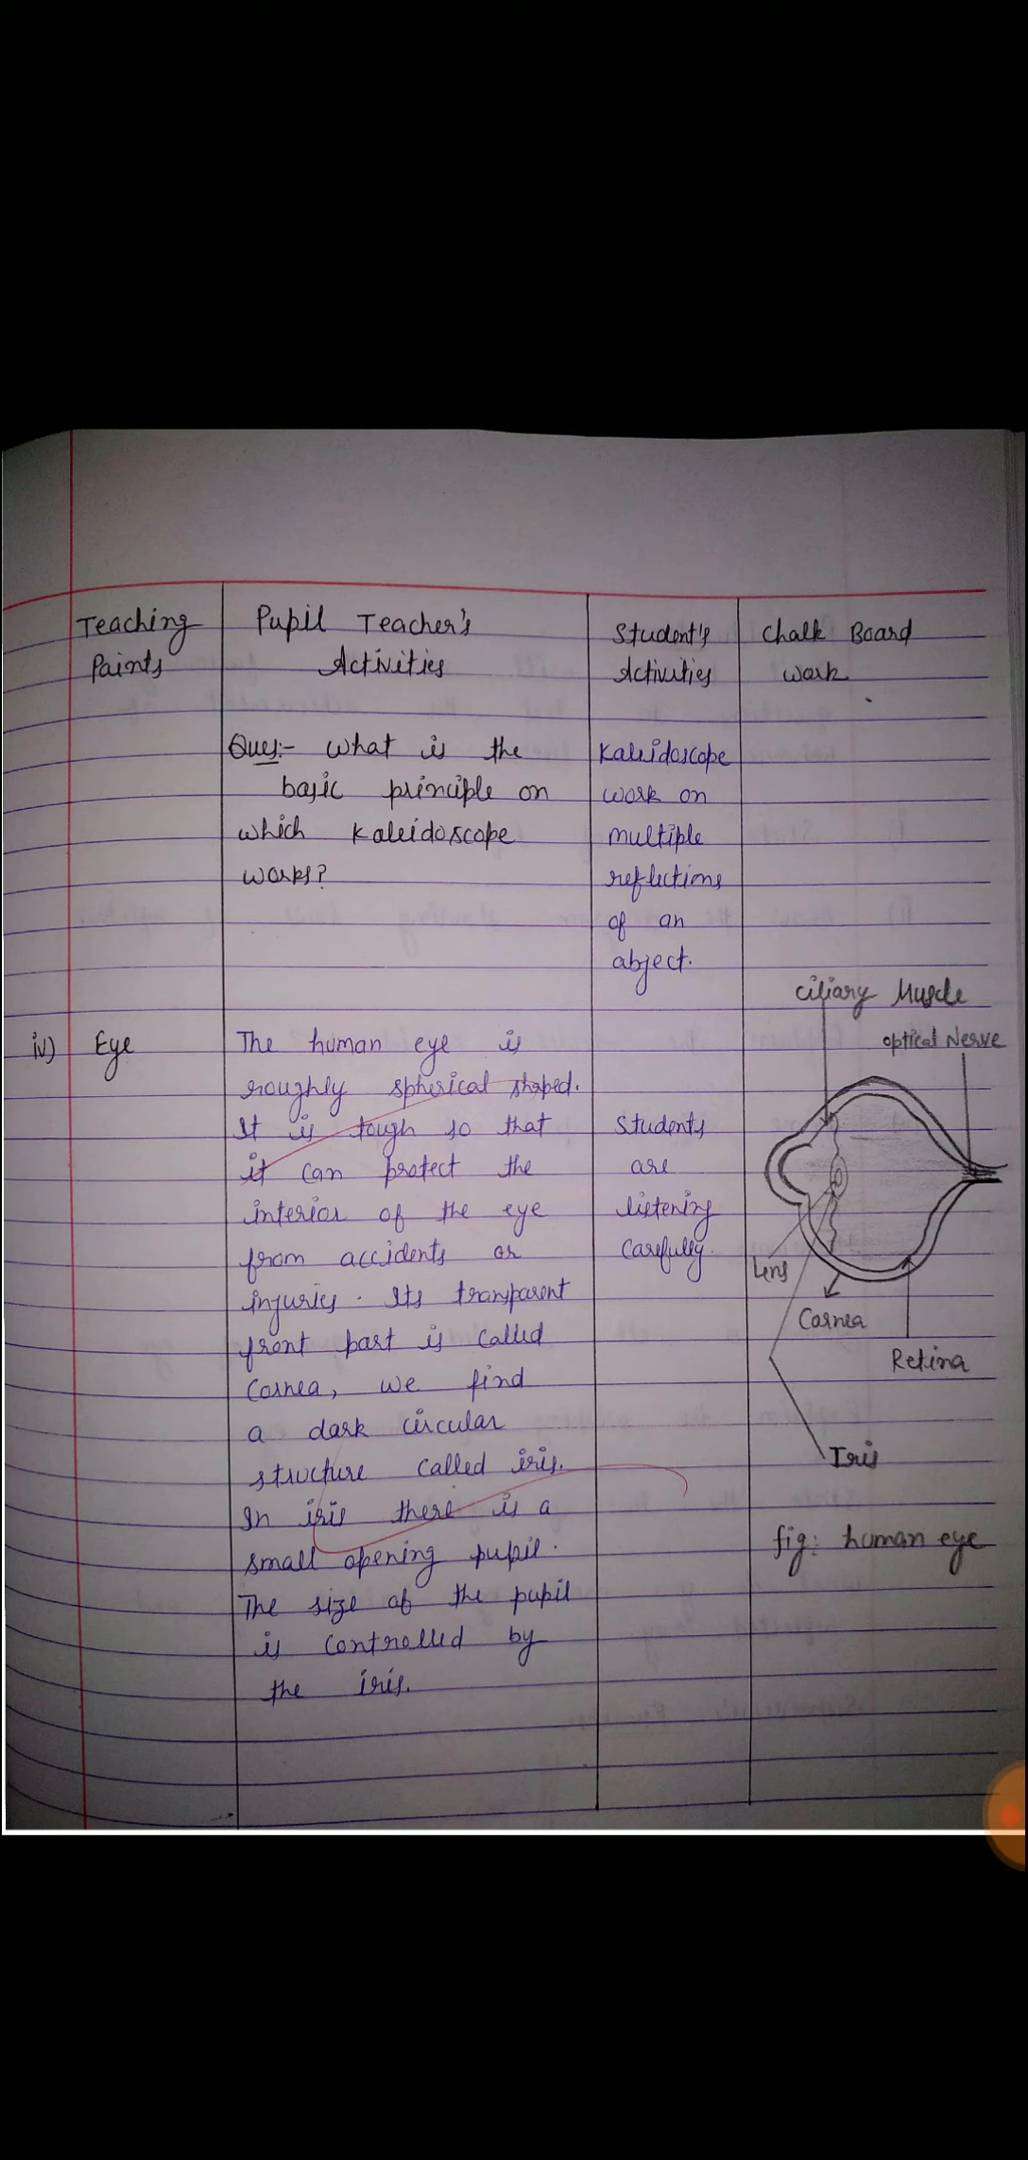 Teaching
Points
Pupil Teacher's
Activities
Student's
Activities
Chalk Board
work
Ques:- What is the
basic principle on
which Kaleidoscope
works?
Kaleidoscope
work on
multiple
reflections
of an
object.
iv) Eye
The human eye is
roughly spherical shaped.
It is tough so that
it can protect the
interior of the eye
from accidents or
injuries. Its transparent
front part is called
Cornea, we find
a dark circular
structure called iris.
In iris there is a
small opening pupil.
The size of the pupil
is controlled by
the iris.
Students
are
listening
carefully.
Ciliary Muscle
optical Nerve
Lens
Cornea
Retina
Iris
fig: human eye